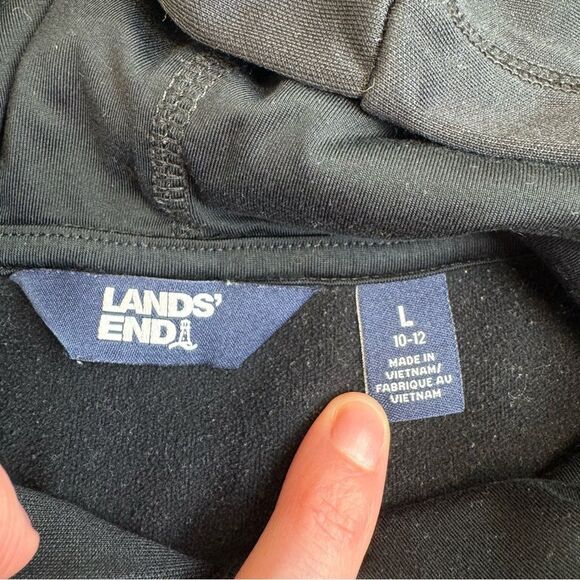 LANDS'
END
L
10-12
MADE IN
VIETNAM/
FABRIQUE AU
VIETNAM